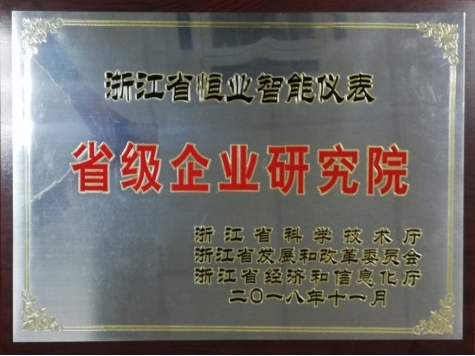 浙江省恒业智能仪表
省级企业研究院
浙江省科学技术厅
浙江省发展和改革委员会
浙江省经济和信息化厅
二〇一八年十一月